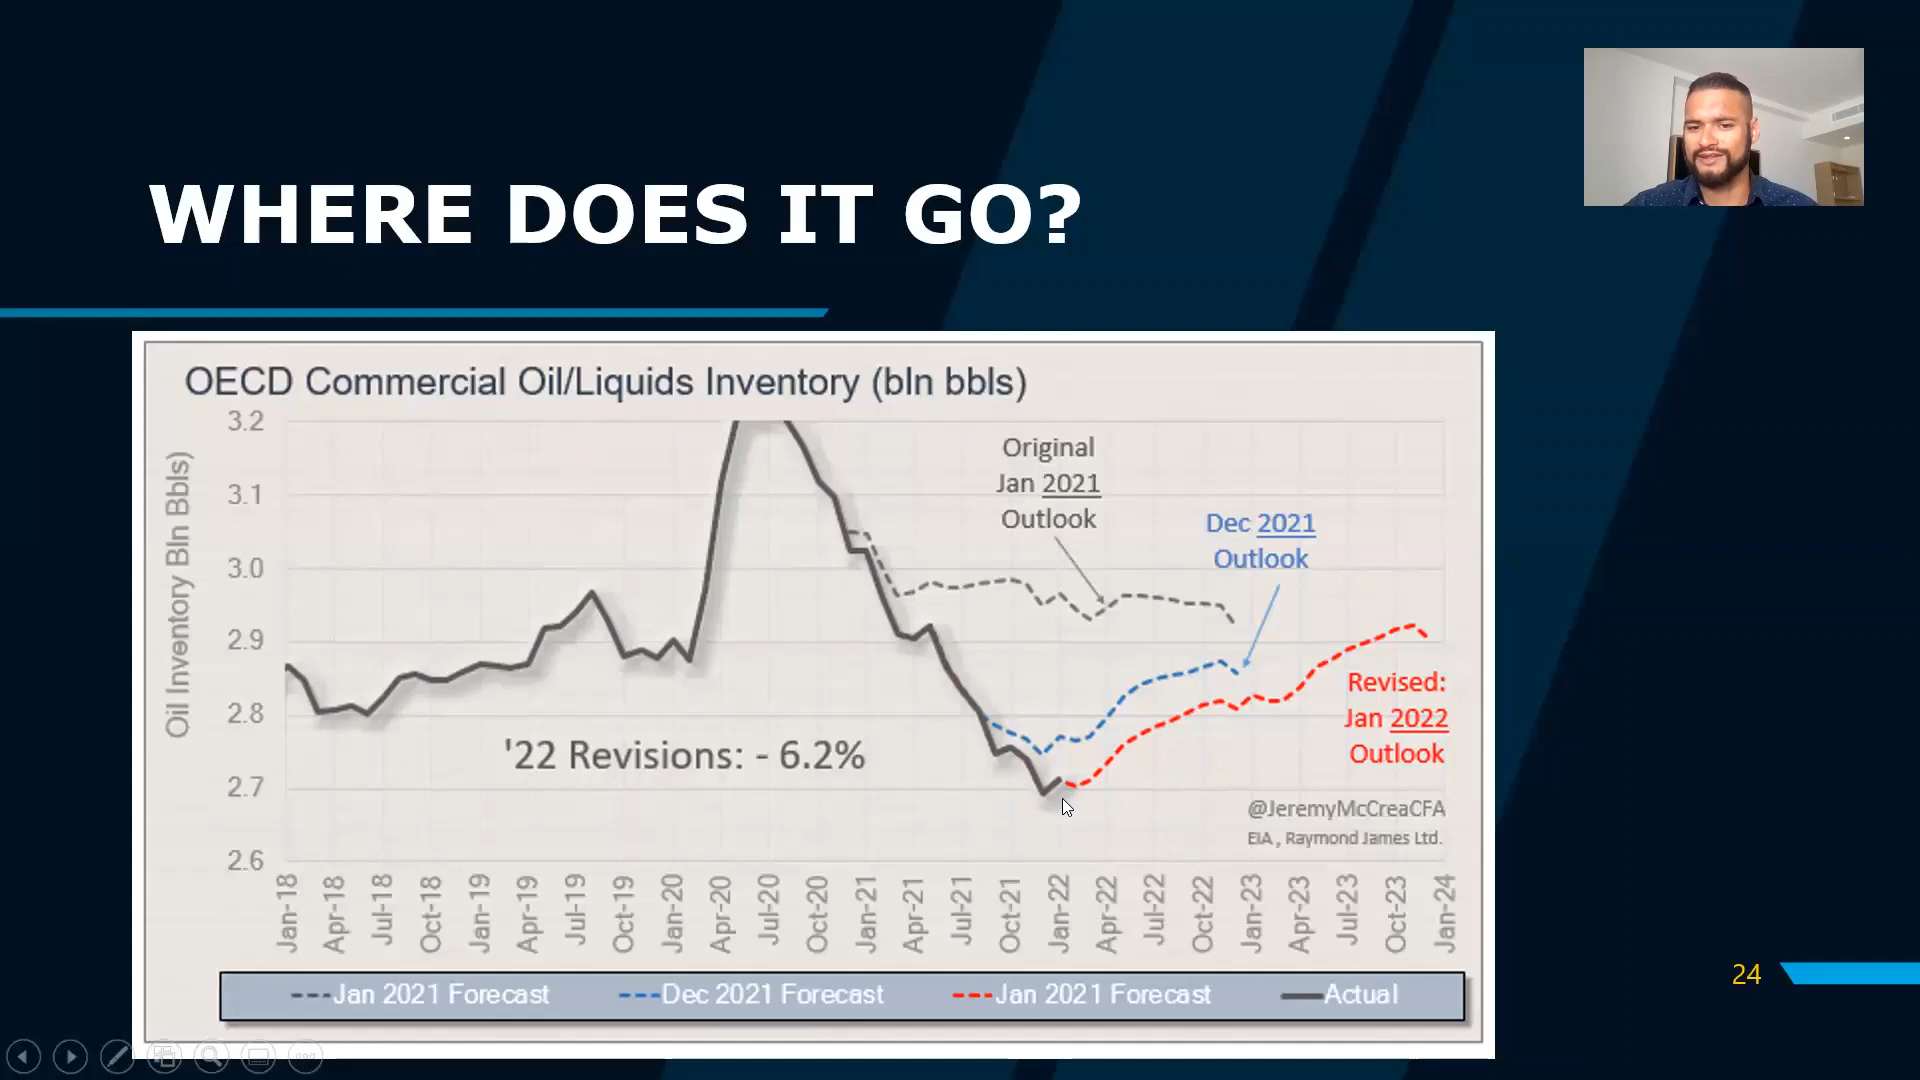 WHERE DOES IT GO?
OECD Commercial Oil/Liquids Inventory (bln bbls)
Oil Inventory Bln Bbls)
3.2
3.1
3.0
2.9
2.8
2.7
2.6
Original
Jan 2021
Outlook
Dec 2021
Outlook
Revised:
Jan 2022
Outlook
'22 Revisions: - 6.2%
@JeremyMcCreaCFA
EIA , Raymond James Ltd.
Jan-18
Apr-18
Jul-18
Oct-18
Jan-19
Apr-19
Jul-19
Oct-19
Jan-20
Apr-20
Jul-20
Oct-20
Jan-21
Apr-21
Jul-21
Oct-21
Jan-22
Apr-22
Jul-22
Oct-22
Jan-23
Apr-23
Jul-23
Oct-23
Jan-24
Jan 2021 Forecast
Dec 2021 Forecast
Jan 2021 Forecast
Actual
24